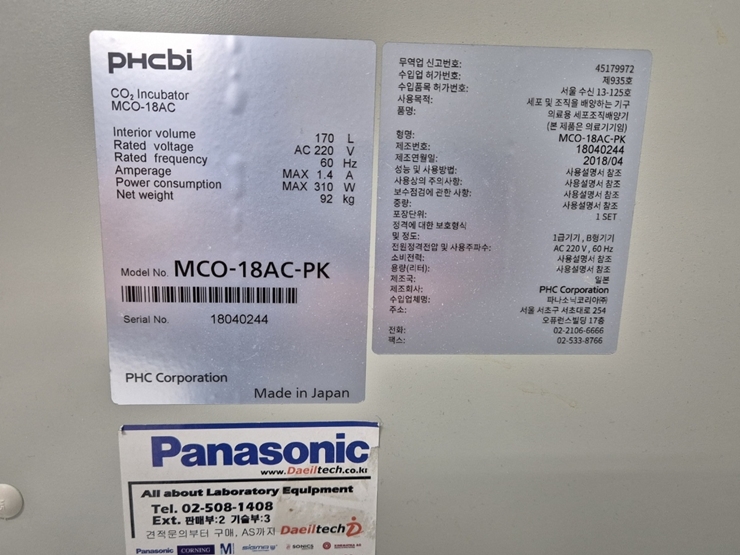 PHCbi
CO₂ Incubator
MCO-18AC
Interior volume 170 L
Rated voltage AC 220 V
Rated frequency 60 Hz
Amperage MAX 1.4 A
Power consumption MAX 310 W
Net weight 92 kg
Model No. MCO-18AC-PK
Serial No. 18040244
PHC Corporation
Made in Japan
무역업 신고번호: 45179972
수입업 허가번호: 제935호
수입품목 허가번호: 서울 수신 13-125호
사용목적: 세포 및 조직을 배양하는 기구
품명: 의료용 세포조직배양기
(본 제품은 의료기기임)
형명: MCO-18AC-PK
제조번호: 18040244
제조연월일: 2018/04
성능 및 사용방법: 사용설명서 참조
사용상의 주의사항: 사용설명서 참조
보수점검에 관한 사항: 사용설명서 참조
중량: 사용설명서 참조
포장단위: 1 SET
정격에 대한 보호형식
및 정도: 1급기기, B형기기
전원정격전압 및 사용주파수: AC 220 V, 60 Hz
소비전력: 사용설명서 참조
용량(리터): 사용설명서 참조
제조국: 일본
제조회사: PHC Corporation
수입업체명: 파나소닉코리아㈜
주소: 서울 서초구 서초대로 254
오퓨런스빌딩 17층
전화: 02-2106-6666
팩스: 02-533-8766
Panasonic
www.Daeiltech.co.kr
All about Laboratory Equipment
Tel. 02-508-1408
Ext. 판매부:2 기술부:3
견적문의부터 구매, AS까지 Daeiltech
Panasonic CORNING M SONICS